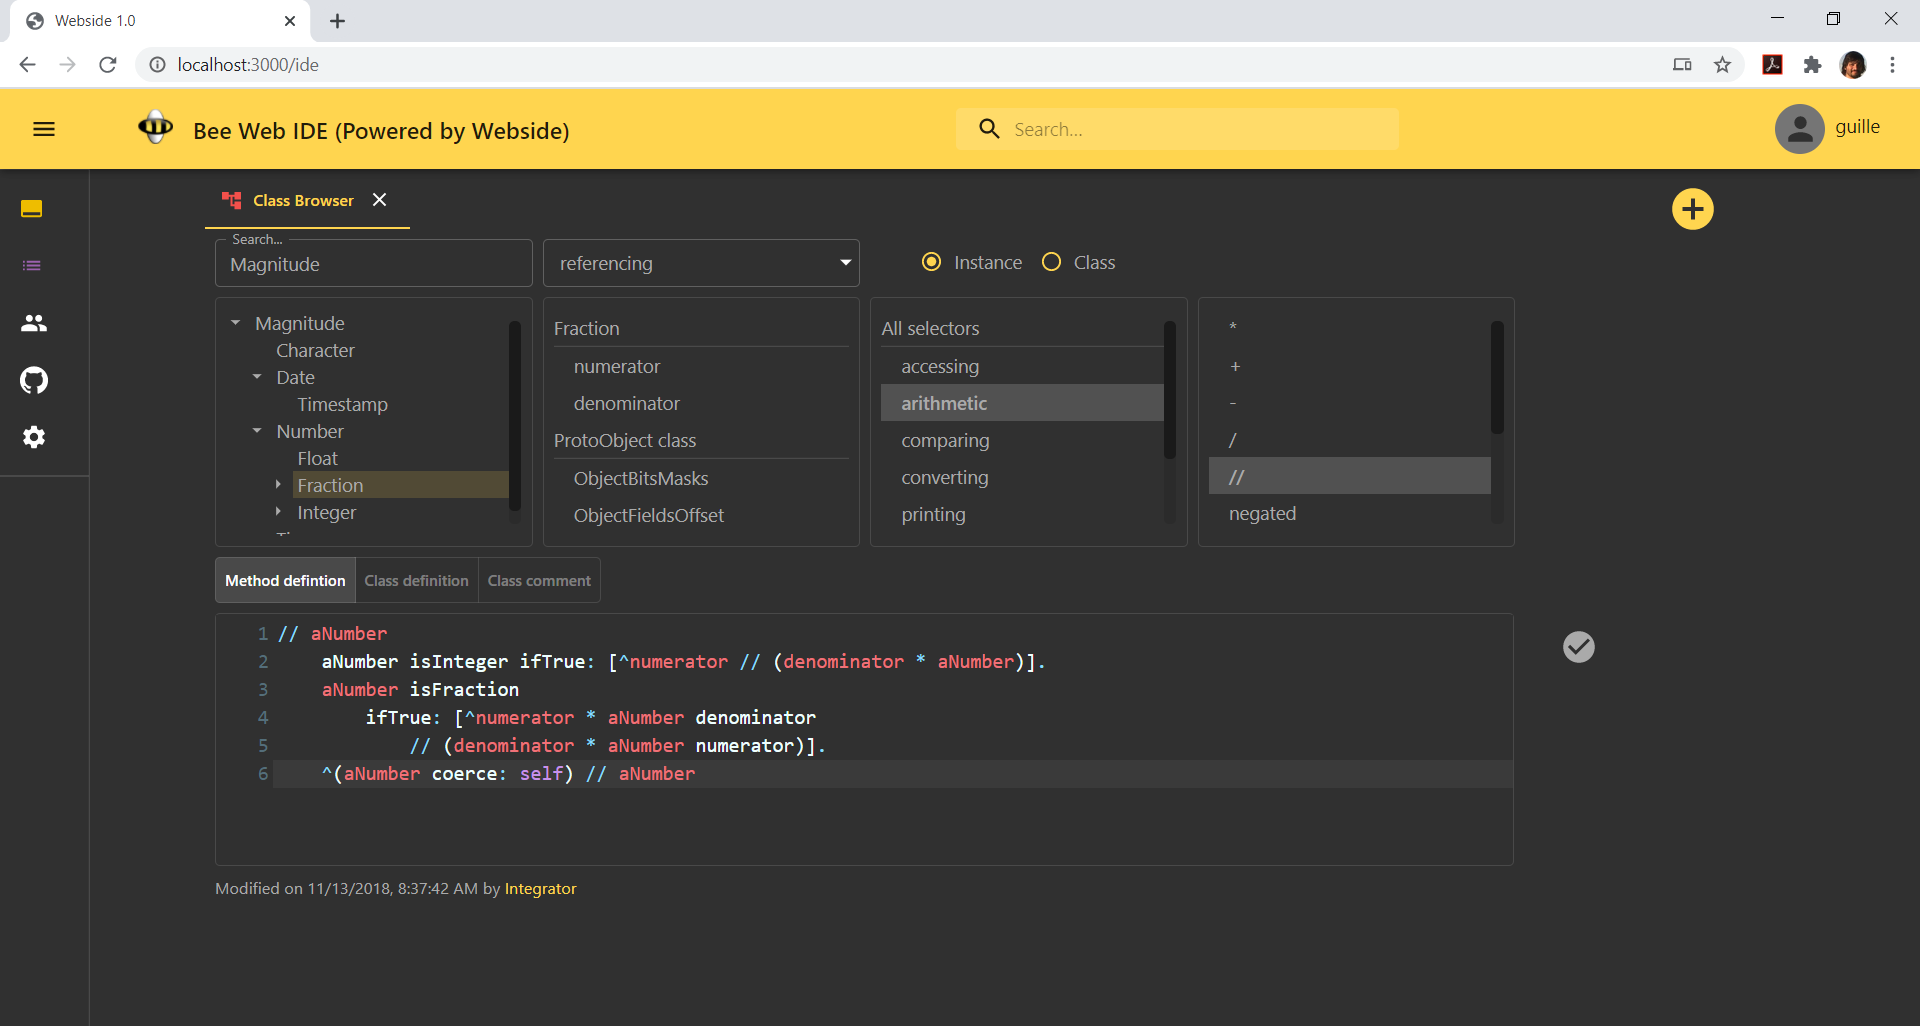 Webside 1.0
localhost:3000/ide
Bee Web IDE (Powered by Webside)
Search...
guille
Class Browser
Search...
Magnitude
referencing
Instance
Class
Magnitude
Character
Date
Timestamp
Number
Float
Fraction
Integer
Fraction
numerator
denominator
ProtoObject class
ObjectBitsMasks
ObjectFieldsOffset
All selectors
accessing
arithmetic
comparing
converting
printing
*
+
-
/
//
negated
Method defintion
Class definition
Class comment
1 // aNumber
2 aNumber isInteger ifTrue: [^numerator // (denominator * aNumber)].
3 aNumber isFraction
4 ifTrue: [^numerator * aNumber denominator
5 // (denominator * aNumber numerator)].
6 ^(aNumber coerce: self) // aNumber
Modified on 11/13/2018, 8:37:42 AM by Integrator